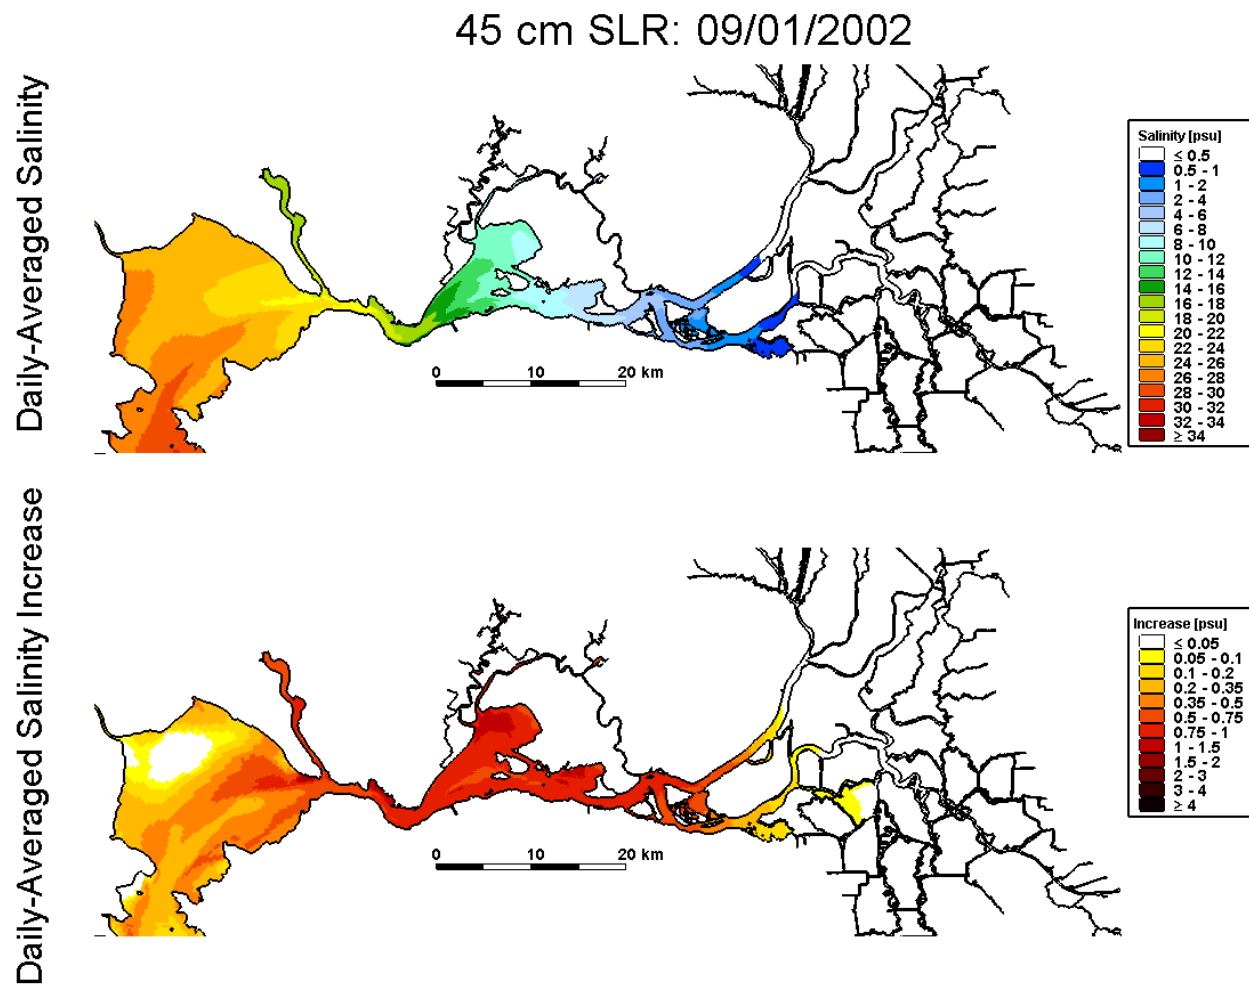 45 cm SLR: 09/01/2002
Daily-Averaged Salinity
Salinity [psu]
≤ 0.5
0.5 - 1
1 - 2
2 - 4
4 - 6
6 - 8
8 - 10
10 - 12
12 - 14
14 - 16
16 - 18
18 - 20
20 - 22
22 - 24
24 - 26
26 - 28
28 - 30
30 - 32
32 - 34
≥ 34
0 10 20 km
Daily-Averaged Salinity Increase
Increase [psu]
≤ 0.05
0.05 - 0.1
0.1 - 0.2
0.2 - 0.35
0.35 - 0.5
0.5 - 0.75
0.75 - 1
1 - 1.5
1.5 - 2
2 - 3
3 - 4
≥ 4
0 10 20 km